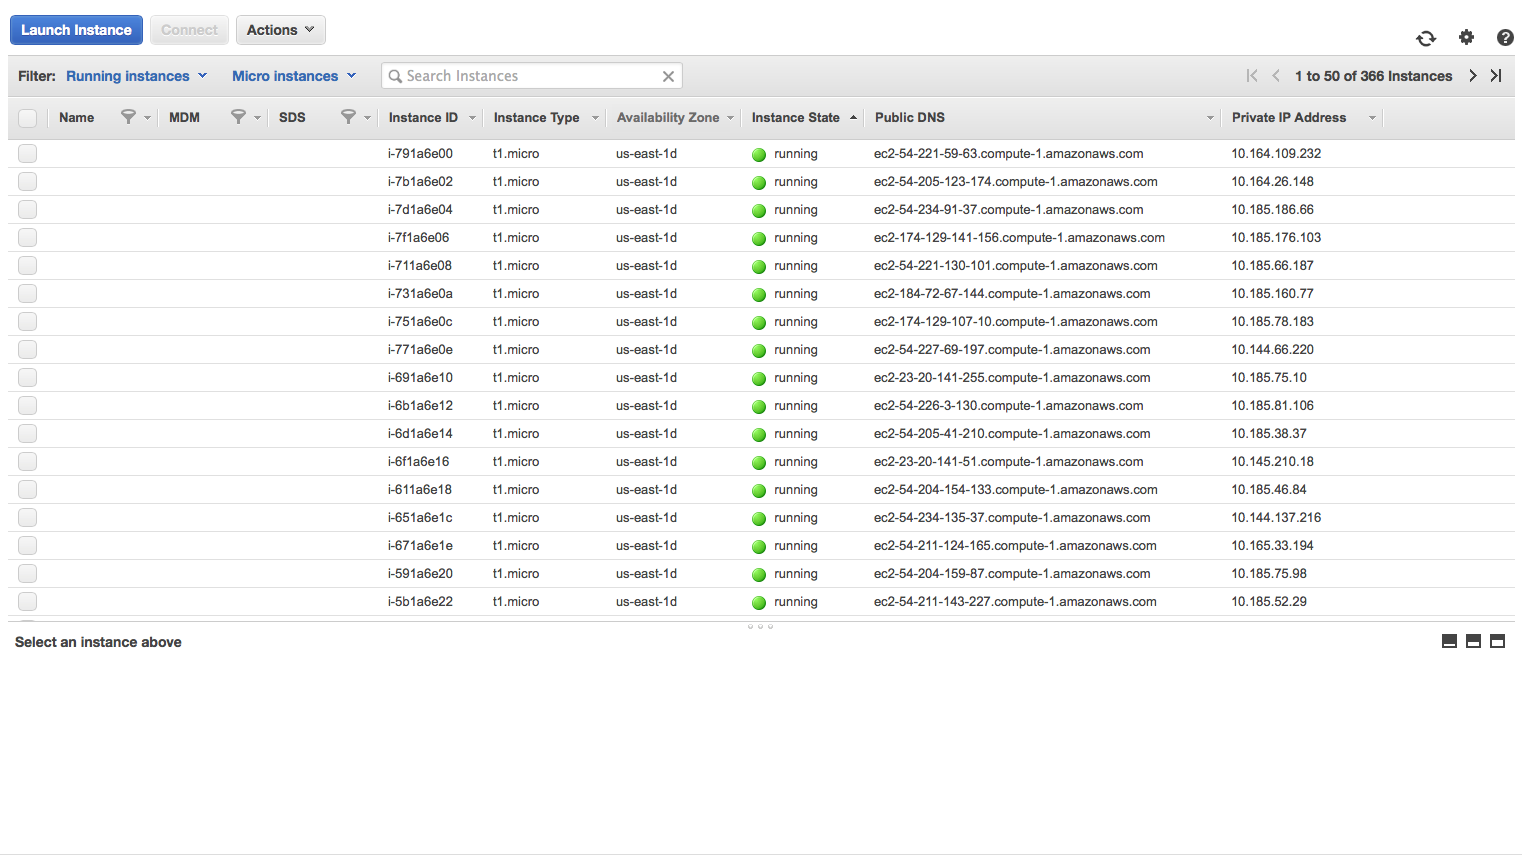 Launch Instance Connect Actions
Filter: Running instances Micro instances Search Instances 1 to 50 of 366 Instances
Name MDM SDS Instance ID Instance Type Availability Zone Instance State Public DNS Private IP Address
i-791a6e00 t1.micro us-east-1d running ec2-54-221-59-63.compute-1.amazonaws.com 10.164.109.232
i-7b1a6e02 t1.micro us-east-1d running ec2-54-205-123-174.compute-1.amazonaws.com 10.164.26.148
i-7d1a6e04 t1.micro us-east-1d running ec2-54-234-91-37.compute-1.amazonaws.com 10.185.186.66
i-7f1a6e06 t1.micro us-east-1d running ec2-174-129-141-156.compute-1.amazonaws.com 10.185.176.103
i-711a6e08 t1.micro us-east-1d running ec2-54-221-130-101.compute-1.amazonaws.com 10.185.66.187
i-731a6e0a t1.micro us-east-1d running ec2-184-72-67-144.compute-1.amazonaws.com 10.185.160.77
i-751a6e0c t1.micro us-east-1d running ec2-174-129-107-10.compute-1.amazonaws.com 10.185.78.183
i-771a6e0e t1.micro us-east-1d running ec2-54-227-69-197.compute-1.amazonaws.com 10.144.66.220
i-691a6e10 t1.micro us-east-1d running ec2-23-20-141-255.compute-1.amazonaws.com 10.185.75.10
i-6b1a6e12 t1.micro us-east-1d running ec2-54-226-3-130.compute-1.amazonaws.com 10.185.81.106
i-6d1a6e14 t1.micro us-east-1d running ec2-54-205-41-210.compute-1.amazonaws.com 10.185.38.37
i-6f1a6e16 t1.micro us-east-1d running ec2-23-20-141-51.compute-1.amazonaws.com 10.145.210.18
i-611a6e18 t1.micro us-east-1d running ec2-54-204-154-133.compute-1.amazonaws.com 10.185.46.84
i-651a6e1c t1.micro us-east-1d running ec2-54-234-135-37.compute-1.amazonaws.com 10.144.137.216
i-671a6e1e t1.micro us-east-1d running ec2-54-211-124-165.compute-1.amazonaws.com 10.165.33.194
i-591a6e20 t1.micro us-east-1d running ec2-54-204-159-87.compute-1.amazonaws.com 10.185.75.98
i-5b1a6e22 t1.micro us-east-1d running ec2-54-211-143-227.compute-1.amazonaws.com 10.185.52.29
Select an instance above